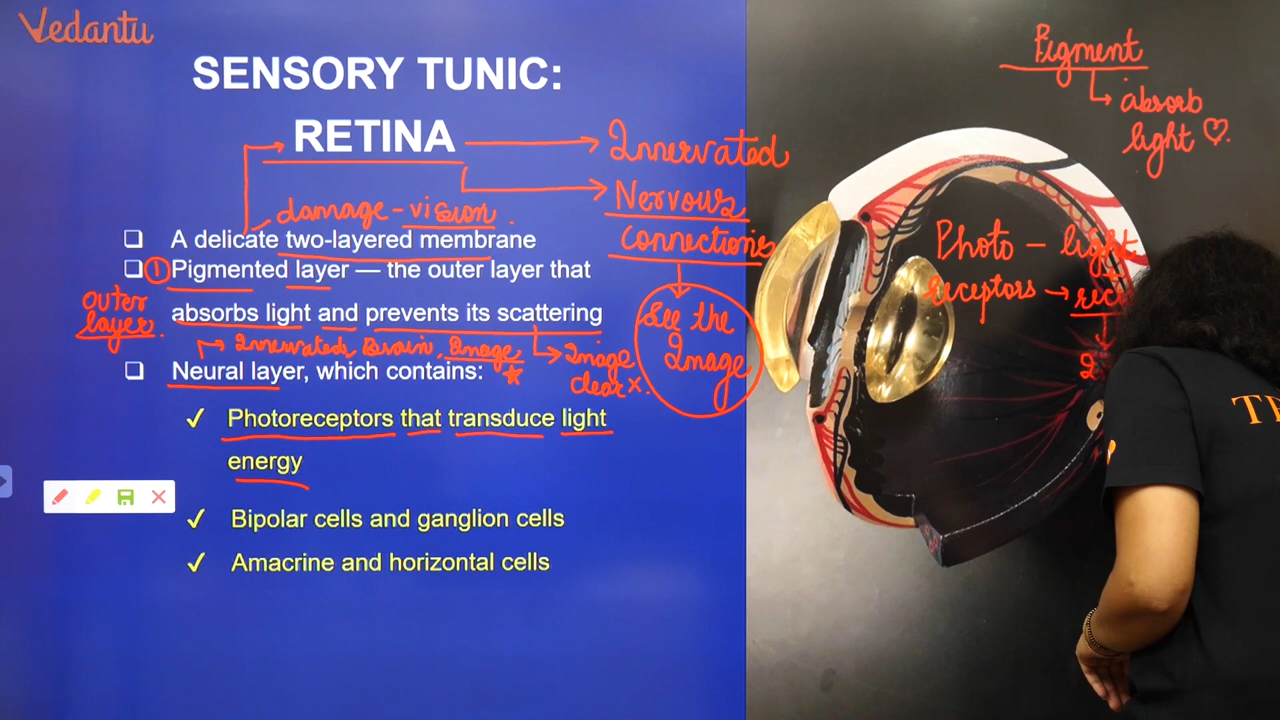 Vedantu
SENSORY TUNIC:
RETINA
Innervated
Nervous
Connections
See the
Image
damage - vision
A delicate two-layered membrane
① Pigmented layer — the outer layer that
absorbs light and prevents its scattering
outer
layer
Innervated, Brain, Image
Image
clear x.
Neural layer, which contains:
✓ Photoreceptors that transduce light
energy
✓ Bipolar cells and ganglion cells
✓ Amacrine and horizontal cells
Pigment
absorb
light
Photo - light
receptors → rec
2